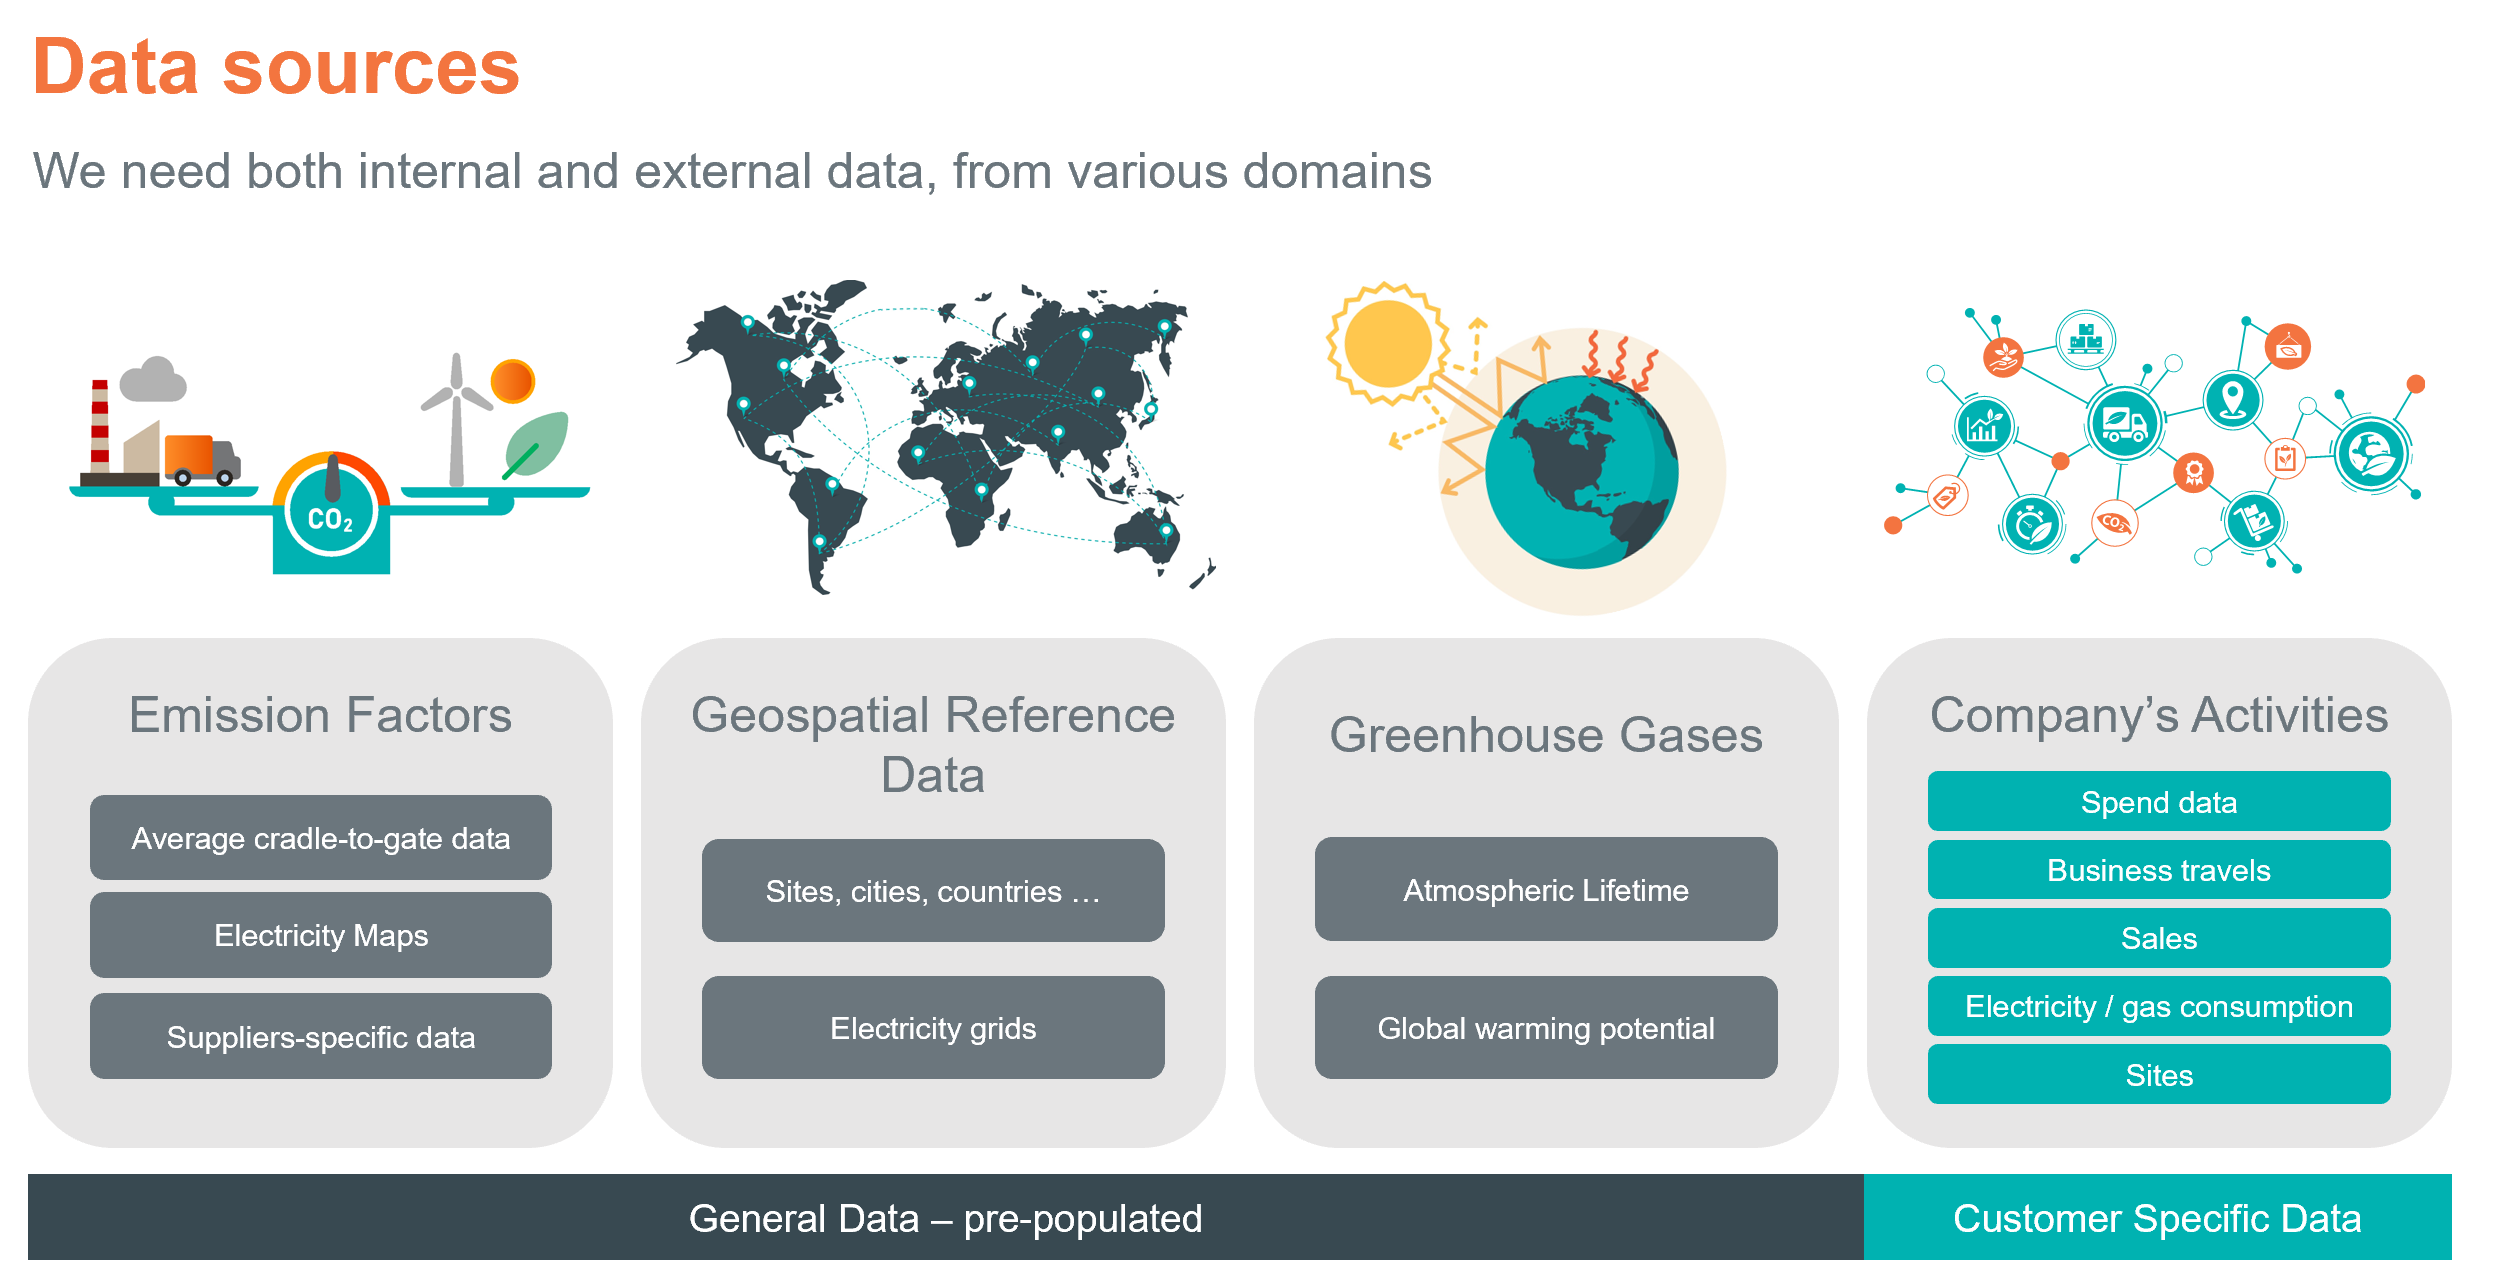 Data sources
We need both internal and external data, from various domains
CO₂
CO₂
Emission Factors
Average cradle-to-gate data
Electricity Maps
Suppliers-specific data
Geospatial Reference
Data
Sites, cities, countries …
Electricity grids
Greenhouse Gases
Atmospheric Lifetime
Global warming potential
Company’s Activities
Spend data
Business travels
Sales
Electricity / gas consumption
Sites
General Data – pre-populated
Customer Specific Data